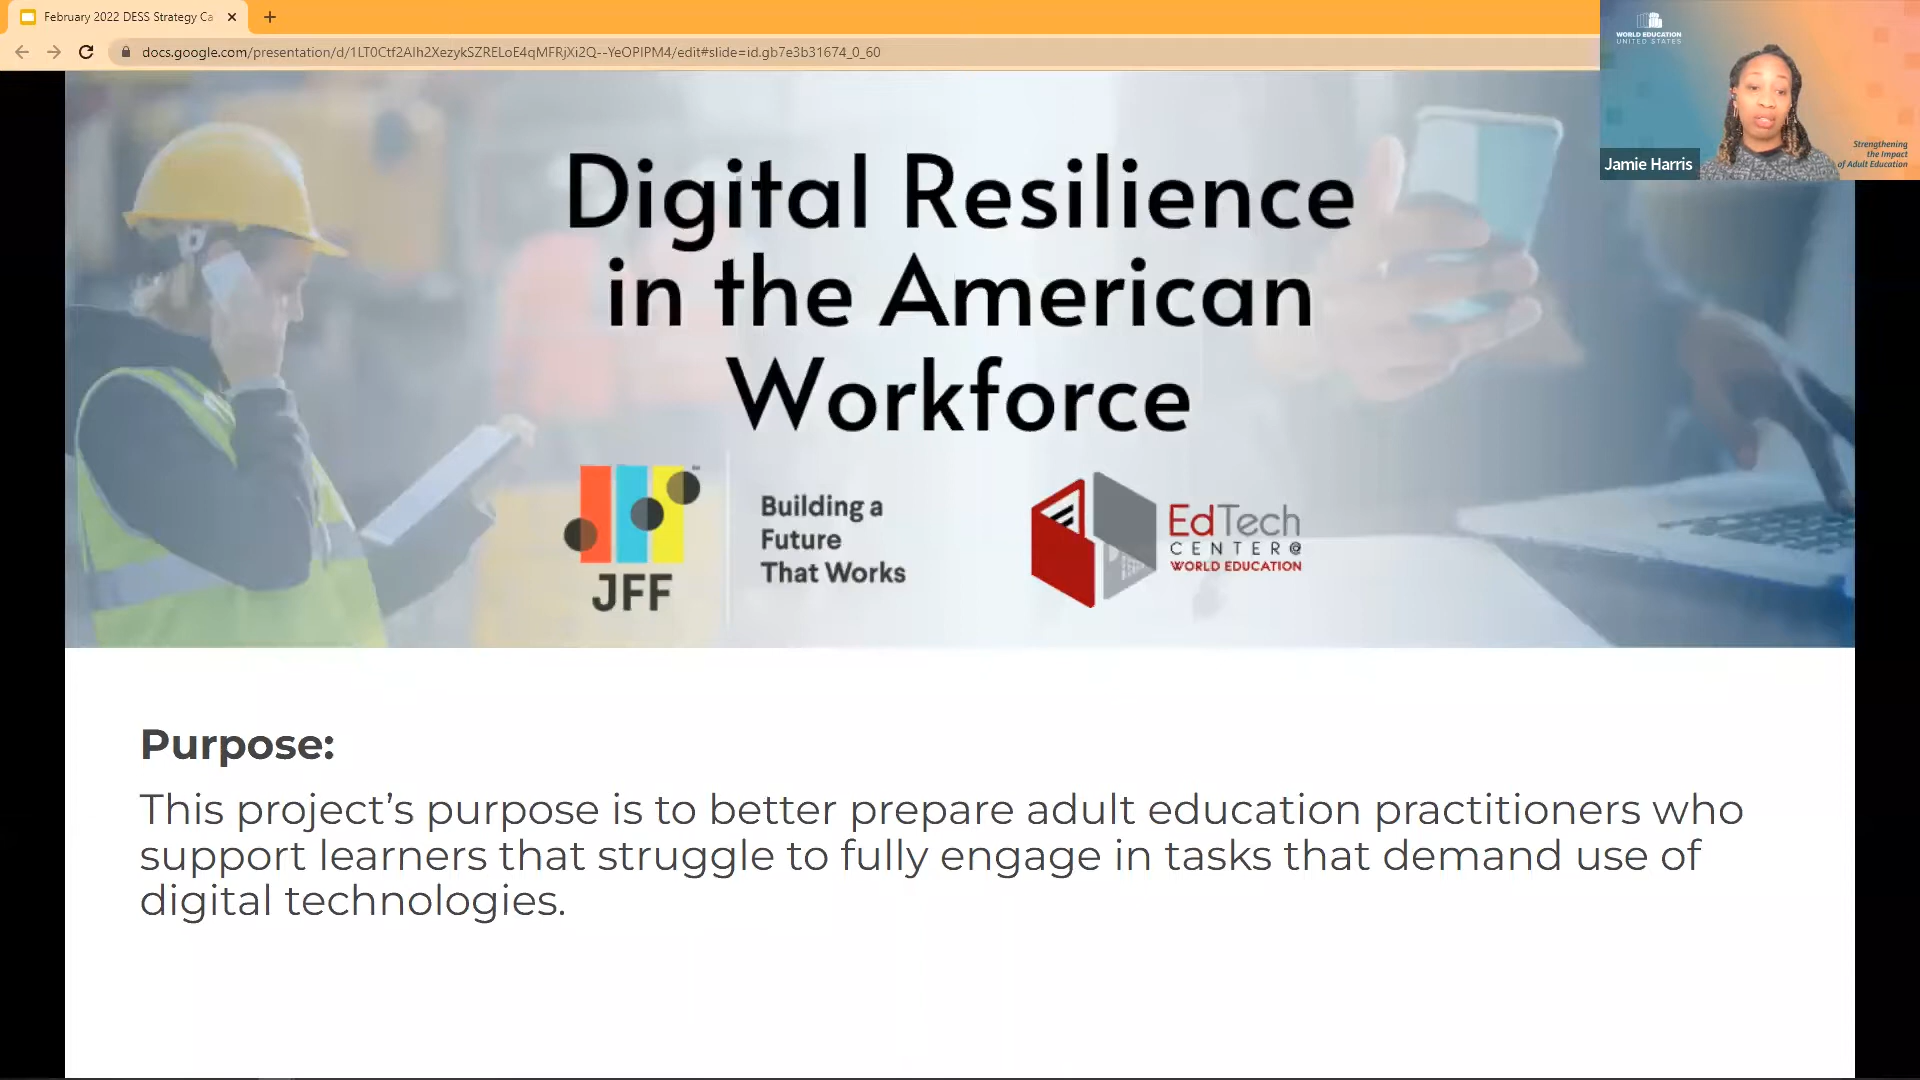 February 2022 DESS Strategy Ca
docs.google.com/presentation/d/1LT0Ctf2Alh2XezykSZRELoE4qMFRjXi2Q--YeOPlPM4/edit#slide=id.gb7e3b31674_0_60
WORLD EDUCATION
UNITED STATES
Strengthening
the Impact
of Adult Education
Jamie Harris
Digital Resilience
in the American
Workforce
JFF
Building a
Future
That Works
EdTech
CENTER@
WORLD EDUCATION
Purpose:
This project’s purpose is to better prepare adult education practitioners who
support learners that struggle to fully engage in tasks that demand use of
digital technologies.